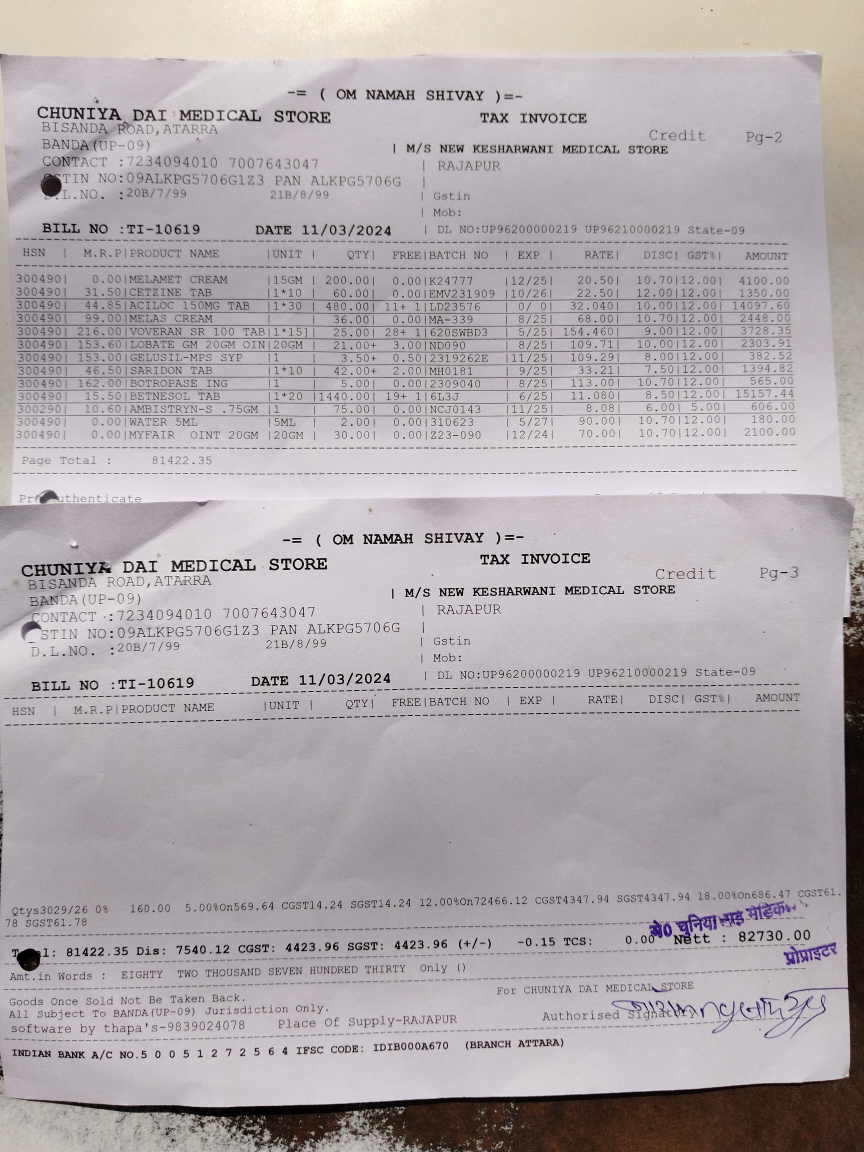 -= ( OM NAMAH SHIVAY )=-
CHUNIYA DAI MEDICAL STORE TAX INVOICE
BISANDA ROAD,ATARRA Credit Pg-2
BANDA(UP-09) | M/S NEW KESHARWANI MEDICAL STORE
CONTACT :7234094010 7007643047 | RAJAPUR
STIN NO:09ALKPG5706G1Z3 PAN ALKPG5706G |
D.L.NO. :20B/7/99 21B/8/99 | Gstin
| Mob:
BILL NO :TI-10619 DATE 11/03/2024 | DL NO:UP96200000219 UP96210000219 State-09
HSN | M.R.P|PRODUCT NAME |UNIT | QTY| FREE|BATCH NO | EXP | RATE| DISC| GST%| AMOUNT
300490| 0.00|MELAMET CREAM |15GM | 200.00| 0.00|K24777 |12/25| 20.50| 10.70|12.00| 4100.00
300490| 31.50|CETZINE TAB |1*10 | 60.00| 0.00|EMV231909 |10/26| 22.50| 12.00|12.00| 1350.00
300490| 44.85|ACILOC 150MG TAB |1*30 | 480.00| 11+ 1|LD23576 | 0/ 0| 32.040| 10.00|12.00| 14097.60
300490| 99.00|MELAS CREAM | | 36.00| 0.00|MA-339 | 8/25| 68.00| 10.70|12.00| 2448.00
300490| 216.00|VOVERAN SR 100 TAB|1*15| 25.00| 28+ 1|620SWBD3 | 5/25| 154.460| 9.00|12.00| 3728.35
300490| 153.60|LOBATE GM 20GM OIN|20GM | 21.00+ 3.00|ND090 | 8/25| 109.71| 10.00|12.00| 2303.91
300490| 153.00|GELUSIL-MPS SYP |1 | 3.50+ 0.50|2319262E |11/25| 109.29| 8.00|12.00| 382.52
300490| 46.50|SARIDON TAB |1*10 | 42.00+ 2.00|MH0181 | 9/25| 33.21| 7.50|12.00| 1394.82
300490| 162.00|BOTROPASE ING |1 | 5.00| 0.00|2309040 | 8/25| 113.00| 10.70|12.00| 565.00
300490| 15.50|BETNESOL TAB |1*20 |1440.00| 19+ 1|6L3J | 6/25| 11.080| 8.50|12.00| 15157.44
300290| 10.60|AMBISTRYN-S .75GM |1 | 75.00| 0.00|NCJ0143 |11/25| 8.08| 6.00| 5.00| 606.00
300490| 0.00|WATER 5ML |5ML | 2.00| 0.00|310623 | 5/27| 90.00| 10.70|12.00| 180.00
300490| 0.00|MYFAIR OINT 20GM |20GM | 30.00| 0.00|Z23-090 |12/24| 70.00| 10.70|12.00| 2100.00
Page Total : 81422.35
uthenticate
-= ( OM NAMAH SHIVAY )=-
CHUNIYA DAI MEDICAL STORE TAX INVOICE
BISANDA ROAD,ATARRA Credit Pg-3
BANDA(UP-09) | M/S NEW KESHARWANI MEDICAL STORE
CONTACT :7234094010 7007643047 | RAJAPUR
STIN NO:09ALKPG5706G1Z3 PAN ALKPG5706G |
D.L.NO. :20B/7/99 21B/8/99 | Gstin
| Mob:
BILL NO :TI-10619 DATE 11/03/2024 | DL NO:UP96200000219 UP96210000219 State-09
HSN | M.R.P|PRODUCT NAME |UNIT | QTY| FREE|BATCH NO | EXP | RATE| DISC| GST%| AMOUNT
Qtys3029/26 0% 160.00 5.00%On569.64 CGST14.24 SGST14.24 12.00%On72466.12 CGST4347.94 SGST4347.94 18.00%On686.47 CGST61.
78 SGST61.78
मे0 चुनिया
T l: 81422.35 Dis: 7540.12 CGST: 4423.96 SGST: 4423.96 (+/-) -0.15 TCS: 0.00 Nett : 82730.00
प्रोप्राइटर
Amt.in Words : EIGHTY TWO THOUSAND SEVEN HUNDRED THIRTY Only ()
For CHUNIYA DAI MEDICAL STORE
Goods Once Sold Not Be Taken Back.
All Subject To BANDA(UP-09) Jurisdiction Only.
software by thapa's-9839024078 Place Of Supply-RAJAPUR Authorised Signatory
INDIAN BANK A/C NO.5 0 0 5 1 2 7 2 5 6 4 IFSC CODE: IDIB000A670 (BRANCH ATTARA)